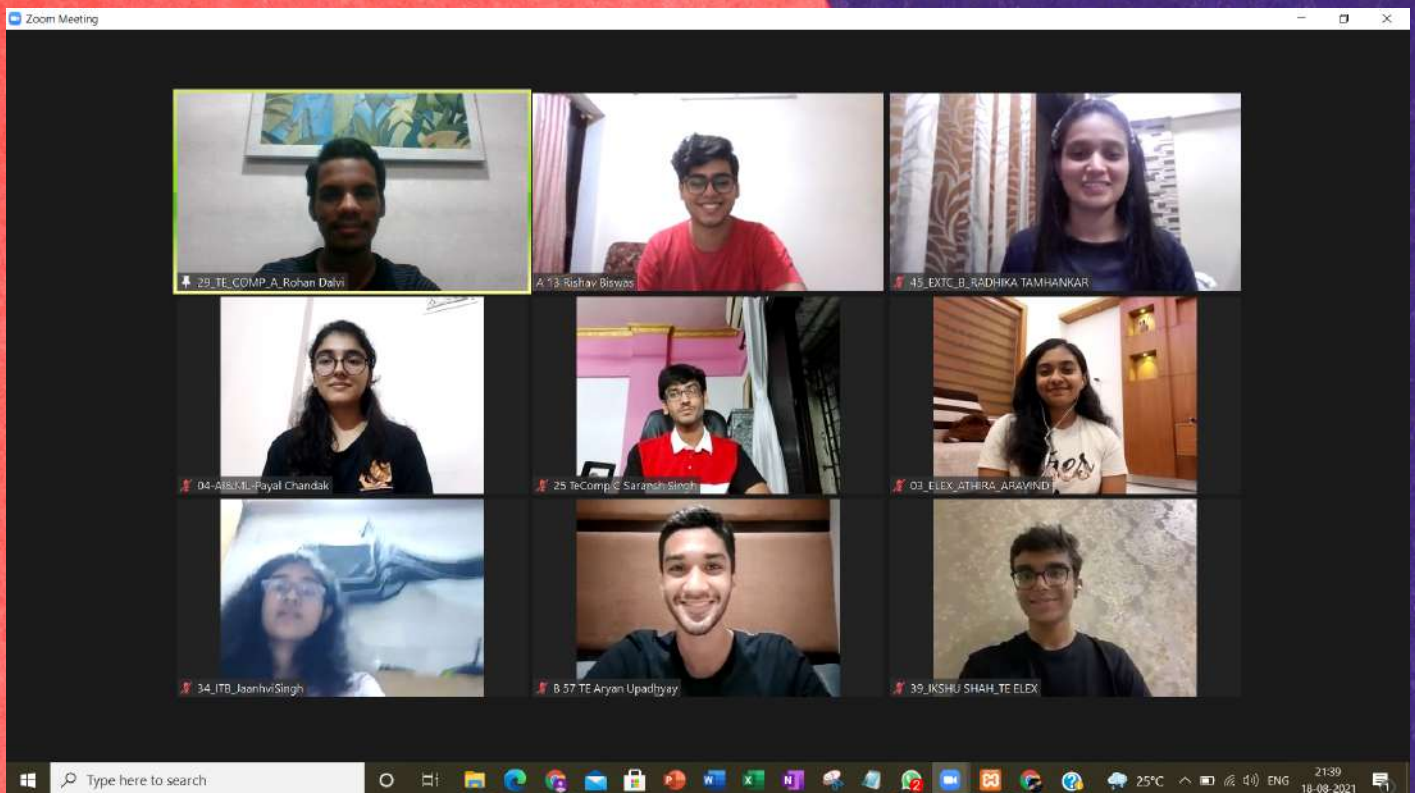 Zoom Meeting
29_TE_COMP_A_Rohan Dalvi
A 13 Rishav Biswas
45_EXTC_B_RADHIKA TAMHANKAR
04-AI&ML-Payal Chandak
25 TeComp C Saransh Singh
03_ELEX_ATHIRA_ARAVIND
34_ITB_JaanhviSingh
B 57 TE Aryan Upadhyay
39_IKSHU SHAH_TE ELEX
Type here to search
25°C
ENG
21:39
18-08-2021